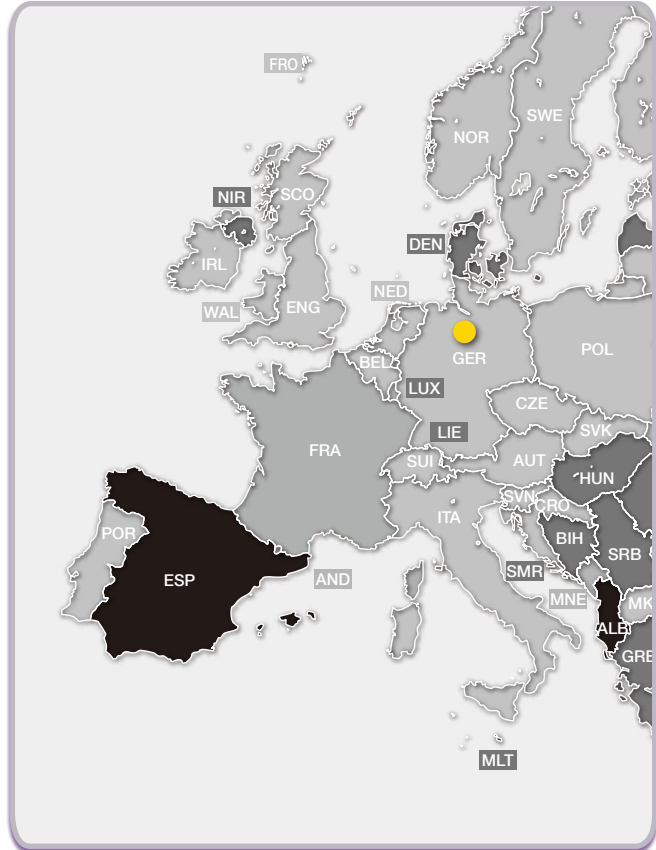 FRO
SWE
NOR
SCO
NIR
DEN
IRL
NED
ENG
WAL
POL
GER
BEL
LUX
CZE
LIE
SVK
FRA
SUI
AUT
HUN
SVN
CRO
ITA
POR
BIH
SRB
SMR
AND
ESP
MNE
MK
ALB
GRE
MLT